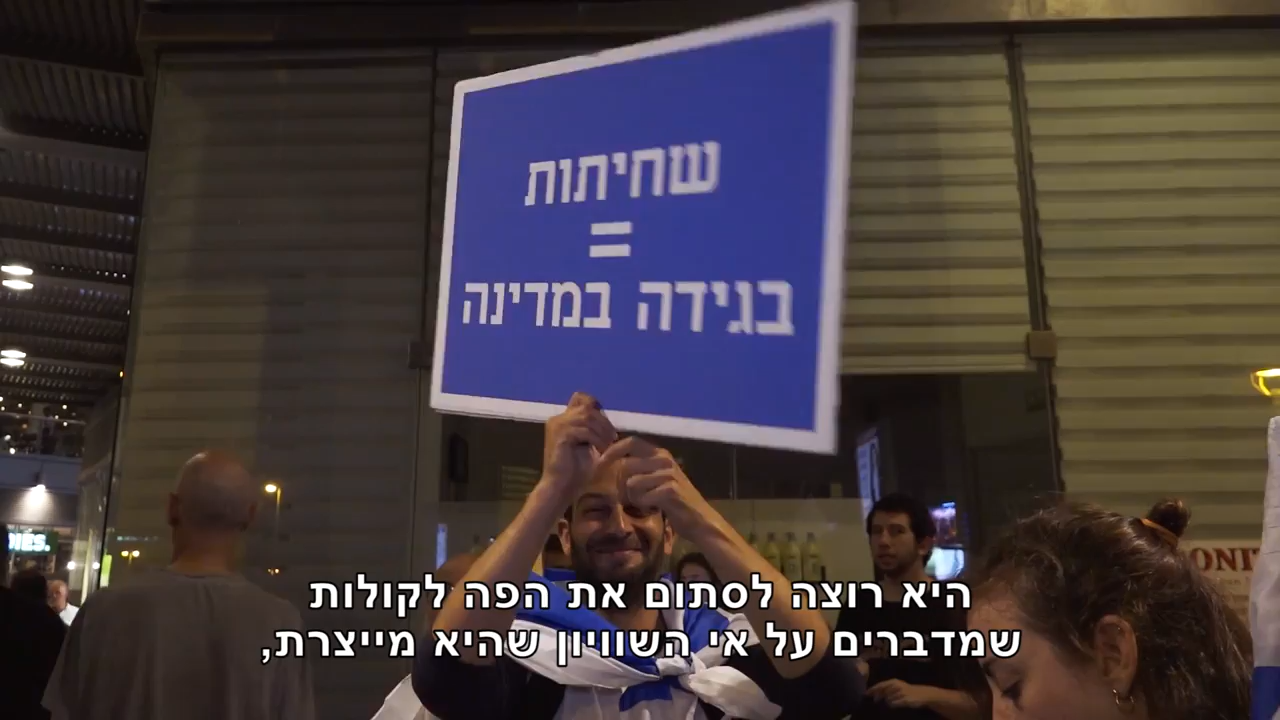 שחיתות
=
בגידה במדינה
היא רוצה לסתום את הפה לקולות
שמדברים על אי השוויון שהיא מייצרת,